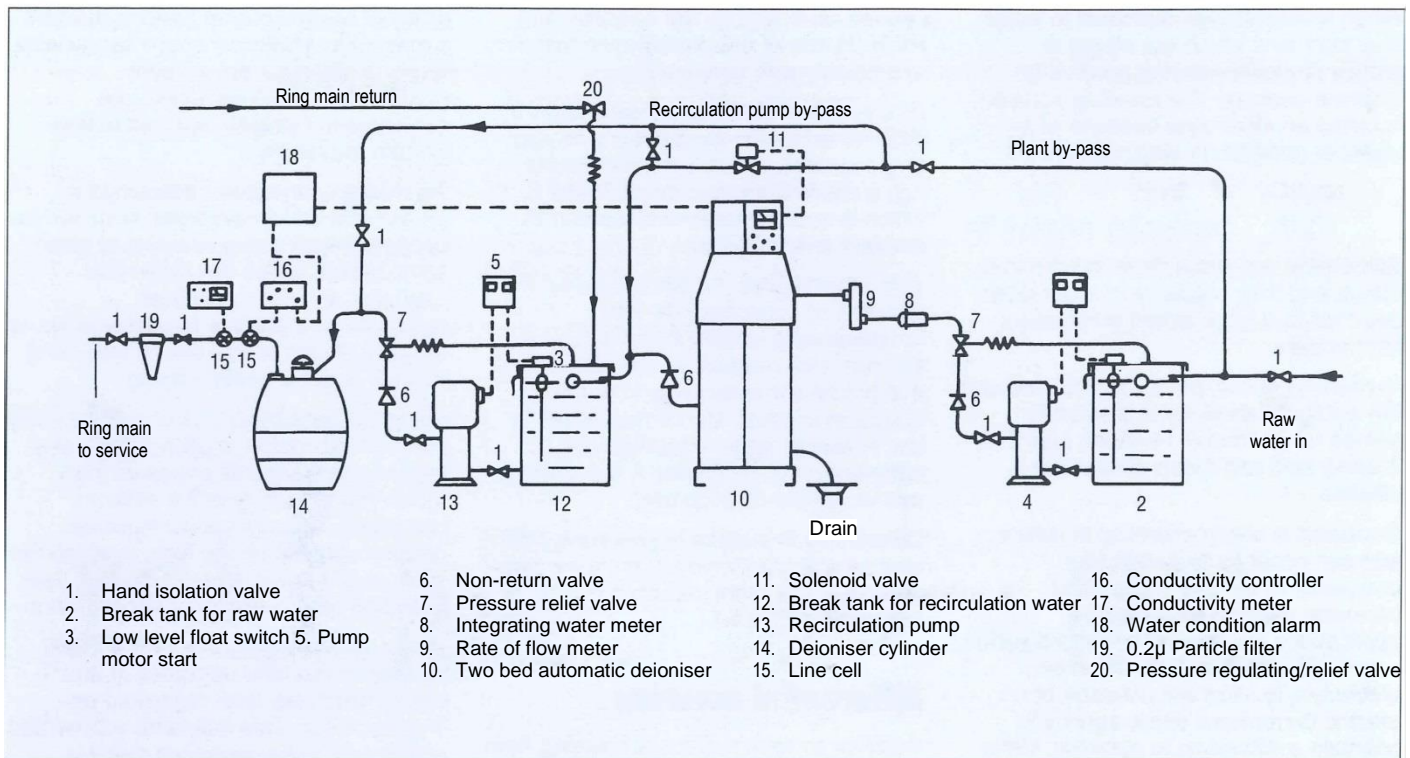 Ring main return
20
Recirculation pump by-pass
18
1
11
1
Plant by-pass
1
17
16
5
1
19
1
15
15
7
3
6
9
8
7
1
6
6
Ring main
to service
1
1
1
1
Raw
water in
14
13
12
10
4
2
Drain
1. Hand isolation valve
2. Break tank for raw water
3. Low level float switch 5. Pump
motor start
6. Non-return valve
7. Pressure relief valve
8. Integrating water meter
9. Rate of flow meter
10. Two bed automatic deioniser
11. Solenoid valve
12. Break tank for recirculation water
13. Recirculation pump
14. Deioniser cylinder
15. Line cell
16. Conductivity controller
17. Conductivity meter
18. Water condition alarm
19. 0.2µ Particle filter
20. Pressure regulating/relief valve